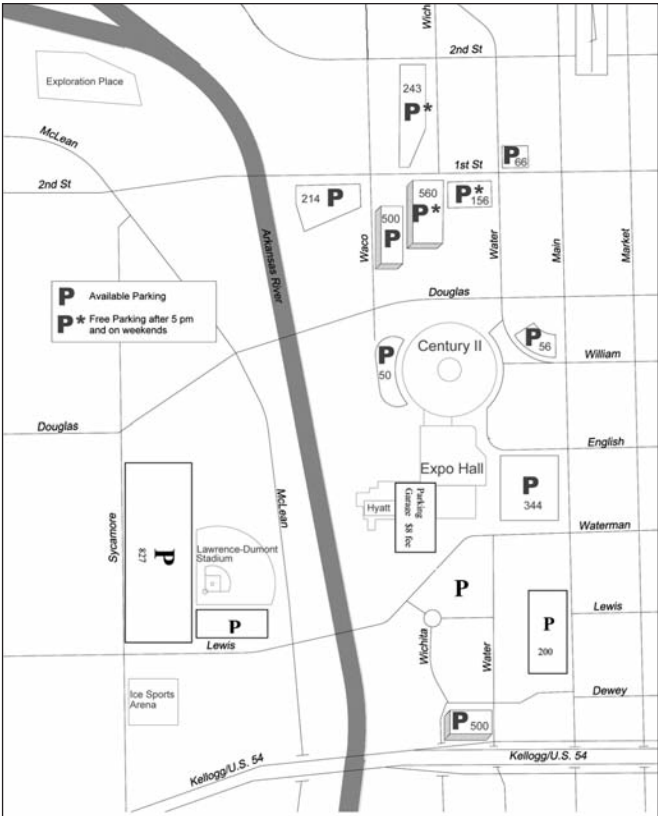 Wich
2nd St
Exploration Place
243
P*
McLean
P
66
1st St
2nd St
214 P
500
P
560
P*
P*
156
Waco
Water
Main
Market
Arkansas River
P Available Parking
P* Free Parking after 5 pm
and on weekends
Douglas
Century II
P
50
P
56
William
Douglas
English
Expo Hall
P
344
Hyatt
Parking
Garage $8 fee
McLean
Sycamore
P
827
Lawrence-Dumont
Stadium
Waterman
P
P
Lewis
Lewis
P
200
Wichita
Water
Ice Sports
Arena
Dewey
P 500
Kellogg/U.S. 54
Kellogg/U.S. 54